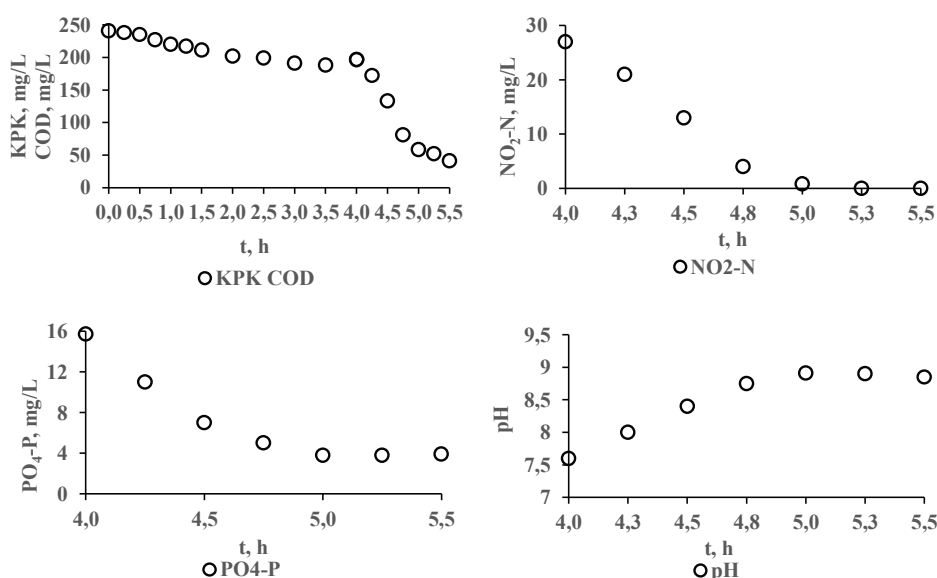 KPK, mg/L
COD, mg/L
250
200
150
100
50
0
0,0 0,5 1,0 1,5 2,0 2,5 3,0 3,5 4,0 4,5 5,0 5,5
t, h
KPK COD
NO₂-N, mg/L
30
20
10
0
4,0 4,3 4,5 4,8 5,0 5,3 5,5
t, h
NO2-N
PO₄-P, mg/L
16
12
8
4
0
4,0 4,5 5,0 5,5
t, h
PO4-P
pH
9,5
9
8,5
8
7,5
7
4,0 4,3 4,5 4,8 5,0 5,3 5,5
t, h
pH